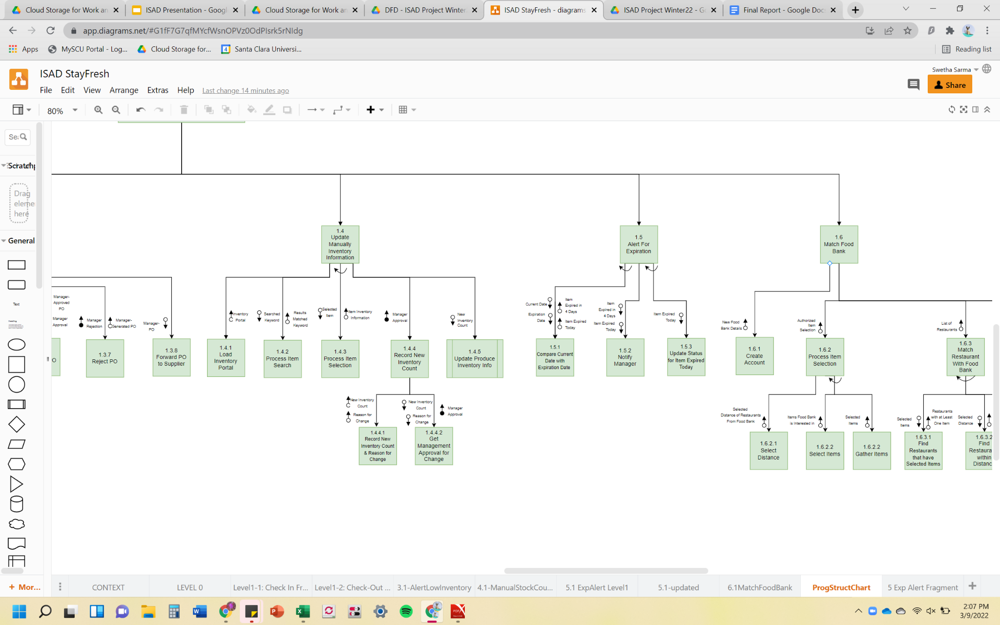 Cloud Storage for Work an
ISAD Presentation - Googl
Cloud Storage for Work an
DFD - ISAD Project Winter
ISAD StayFresh - diagrams
ISAD Project Winter22 - G
Final Report - Google Doc
app.diagrams.net/#G1fF7G7qfMYcfWsnOPVz0OdPIsrk5rNIdg
Apps
MySCU Portal - Log...
Cloud Storage for...
4
Santa Clara Universi...
Reading list
ISAD StayFresh
Swetha Sarma
File
Edit
View
Arrange
Extras
Help
Last change 14 minutes ago
Share
80%
Scratchp
Drag
eleme
here
General
Text
Heading
1.4
Update
Manually
Inventory
Information
1.5
Alert For
Expiration
1.6
Match Food
Bank
Manager-
Approved
PO
Manager
Approval
Manager
Rejection
Manager-
Generated PO
Manager-
PO
Inventory
Portal
Searched
Keyword
Results
Matched
Keyword
Selected
Item
Item Inventory
Information
Manager
Approval
New
Inventory
Count
Current Date
Expiration
Date
Item
Expired in
4 Days
Item Expired
Today
Item
Expired in
4 Days
Item Expired
Today
Item Expired
Today
New Food
Bank Details
Authorized
Item
Selection
List of
Restaurants
O
1.3.7
Reject PO
1.3.8
Forward PO
to Supplier
1.4.1
Load
Inventory
Portal
1.4.2
Process Item
Search
1.4.3
Process Item
Selection
1.4.4
Record New
Inventory
Count
1.4.5
Update Produce
Inventory Info
1.5.1
Compare Current
Date with
Expiration Date
1.5.2
Notify
Manager
1.5.3
Update Status
for Item Expired
Today
1.6.1
Create
Account
1.6.2
Process Item
Selection
1.6.3
Match
Restaurant
With Food
Bank
New Inventory
Count
Reason for
Change
New Inventory
Count
Reason for
Change
Manager
Approval
Selected
Distance of Restaurants
From Food Bank
Items Food Bank
is Interested in
Selected
Items
Selected
Items
Restaurants
with at Least
One Item
Selected
Distance
1.4.4.1
Record New
Inventory Count
& Reason for
Change
1.4.4.2
Get
Management
Approval for
Change
1.6.2.1
Select
Distance
1.6.2.2
Select Items
1.6.2.2
Gather Items
1.6.3.1
Find
Restaurants
that have
Selected Items
1.6.3.2
Find
Restaura
within
Distanc
+ Mor...
CONTEXT
LEVEL 0
Level1-1: Check In Fr...
Level1-2: Check-Out ...
3.1-AlertLowInventory
4.1-ManualStockCou...
5.1 ExpAlert Level1
5.1-updated
6.1MatchFoodBank
ProgStructChart
5 Exp Alert Fragment
2:07 PM
3/9/2022